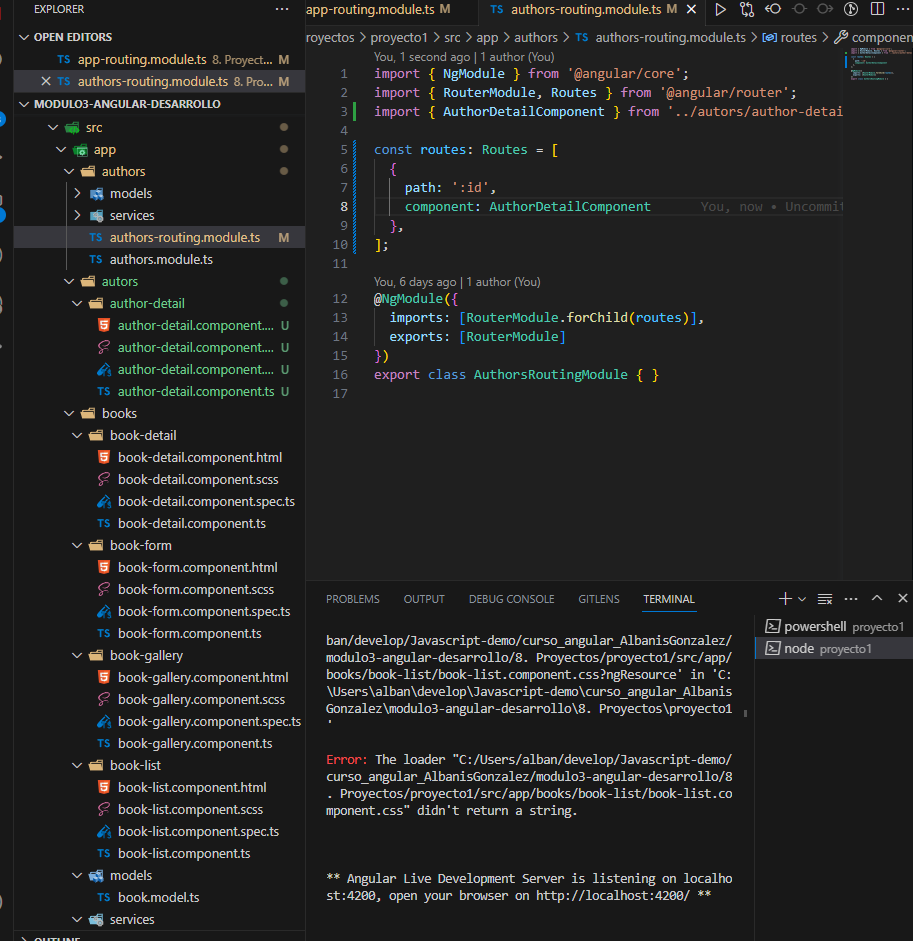 EXPLORER
OPEN EDITORS
TS app-routing.module.ts 8. Proyect... M
TS authors-routing.module.ts 8. Pro... M
MODULO3-ANGULAR-DESARROLLO
src
app
authors
models
services
TS authors-routing.module.ts M
TS authors.module.ts
autors
author-detail
author-detail.component.... U
author-detail.component.... U
author-detail.component.... U
TS author-detail.component.ts U
books
book-detail
book-detail.component.html
book-detail.component.scss
book-detail.component.spec.ts
TS book-detail.component.ts
book-form
book-form.component.html
book-form.component.scss
book-form.component.spec.ts
TS book-form.component.ts
book-gallery
book-gallery.component.html
book-gallery.component.scss
book-gallery.component.spec.ts
TS book-gallery.component.ts
book-list
book-list.component.html
book-list.component.scss
book-list.component.spec.ts
TS book-list.component.ts
models
TS book.model.ts
services
OUTLINE
app-routing.module.ts M
TS authors-routing.module.ts M
royectos > proyecto1 > src > app > authors > TS authors-routing.module.ts > routes > component
You, 1 second ago | 1 author (You)
1 import { NgModule } from '@angular/core';
2 import { RouterModule, Routes } from '@angular/router';
3 import { AuthorDetailComponent } from '../autors/author-detai
4
5 const routes: Routes = [
6 {
7 path: ':id',
8 component: AuthorDetailComponent You, now • Uncommit
9 },
10 ];
11
You, 6 days ago | 1 author (You)
12 @NgModule({
13 imports: [RouterModule.forChild(routes)],
14 exports: [RouterModule]
15 })
16 export class AuthorsRoutingModule { }
17
PROBLEMS OUTPUT DEBUG CONSOLE GITLENS TERMINAL
ban/develop/Javascript-demo/curso_angular_AlbanisGonzalez/
modulo3-angular-desarrollo/8. Proyectos/proyecto1/src/app/
books/book-list/book-list.component.css?ngResource' in 'C:
\Users\alban\develop\Javascript-demo\curso_angular_Albanis
Gonzalez\modulo3-angular-desarrollo\8. Proyectos\proyecto1
'
Error: The loader "C:/Users/alban/develop/Javascript-demo/
curso_angular_AlbanisGonzalez/modulo3-angular-desarrollo/8
. Proyectos/proyecto1/src/app/books/book-list/book-list.co
mponent.css" didn't return a string.
** Angular Live Development Server is listening on localho
st:4200, open your browser on http://localhost:4200/ **
powershell proyecto1
node proyecto1